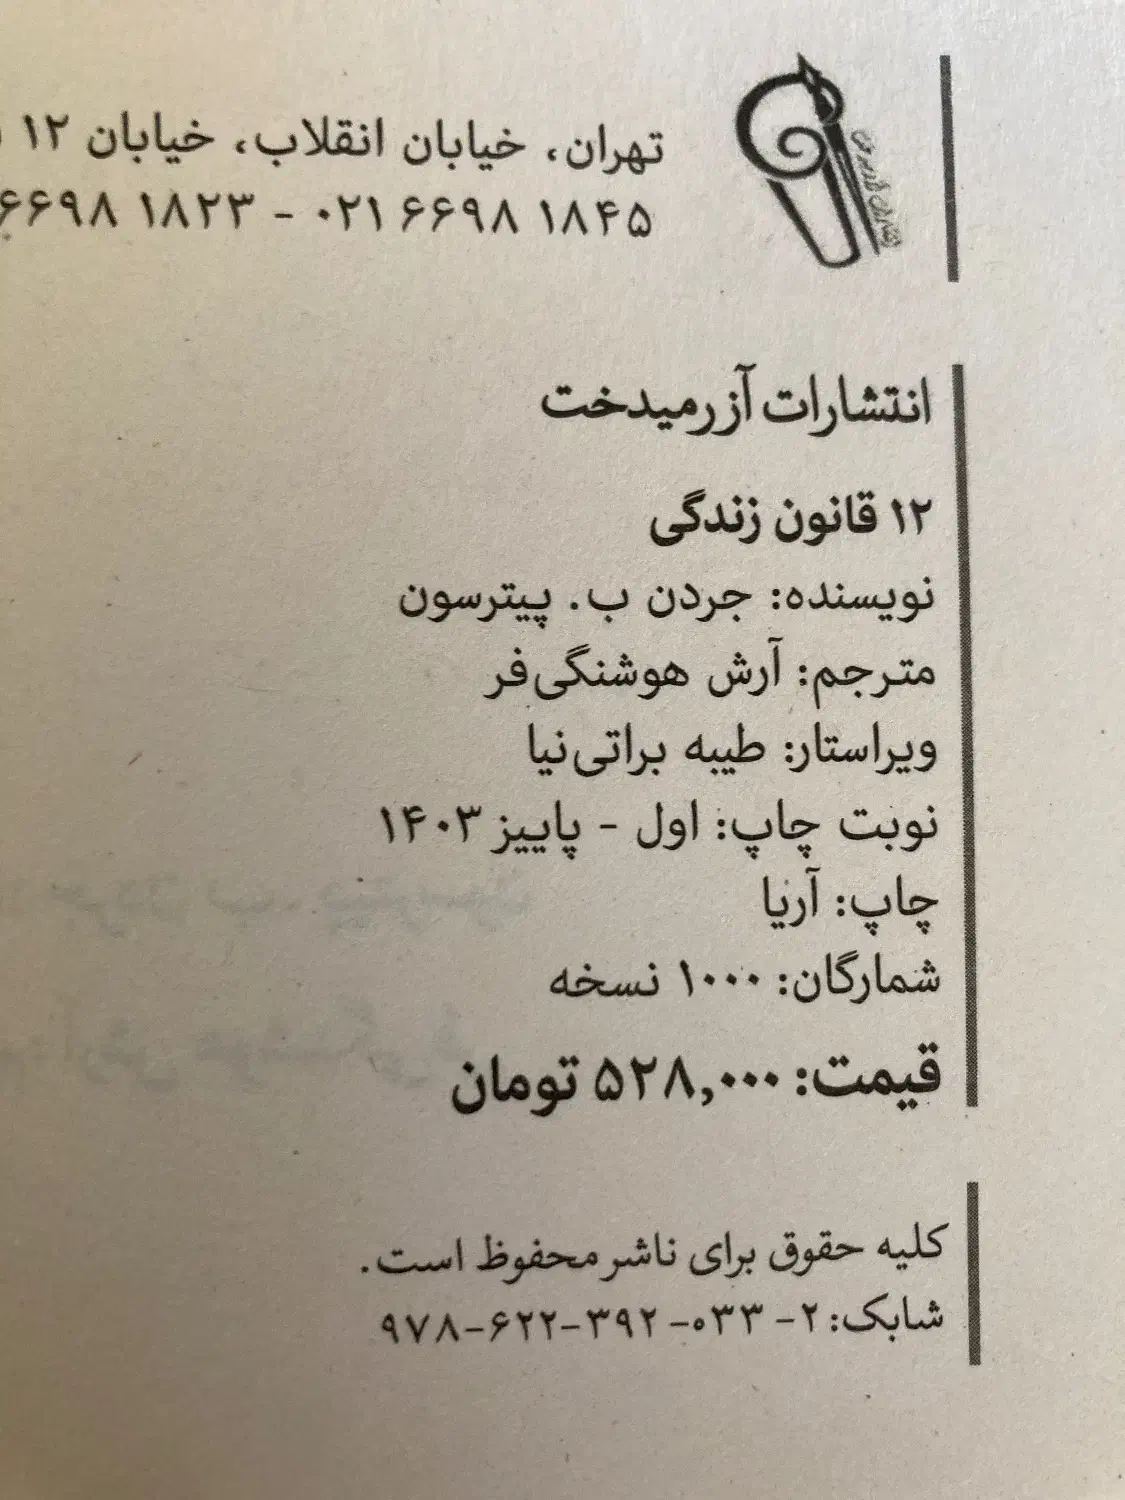 تهران، خیابان انقلاب، خیابان ۱۲
۰۲۱ ۶۶۹۸ ۱۸۴۵ - ۶۶۹۸ ۱۸۲۳
انتشارات آزرمیدخت
۱۲ قانون زندگی
نویسنده: جردن ب. پیترسون
مترجم: آرش هوشنگی‌فر
ویراستار: طیبه براتی‌نیا
نوبت چاپ: اول - پاییز ۱۴۰۳
چاپ: آریا
شمارگان: ۱۰۰۰ نسخه
قیمت: ۵۲۸,۰۰۰ تومان
کلیه حقوق برای ناشر محفوظ است.
شابک: ۲- ۰۳۳- ۳۹۲-۶۲۲-۹۷۸